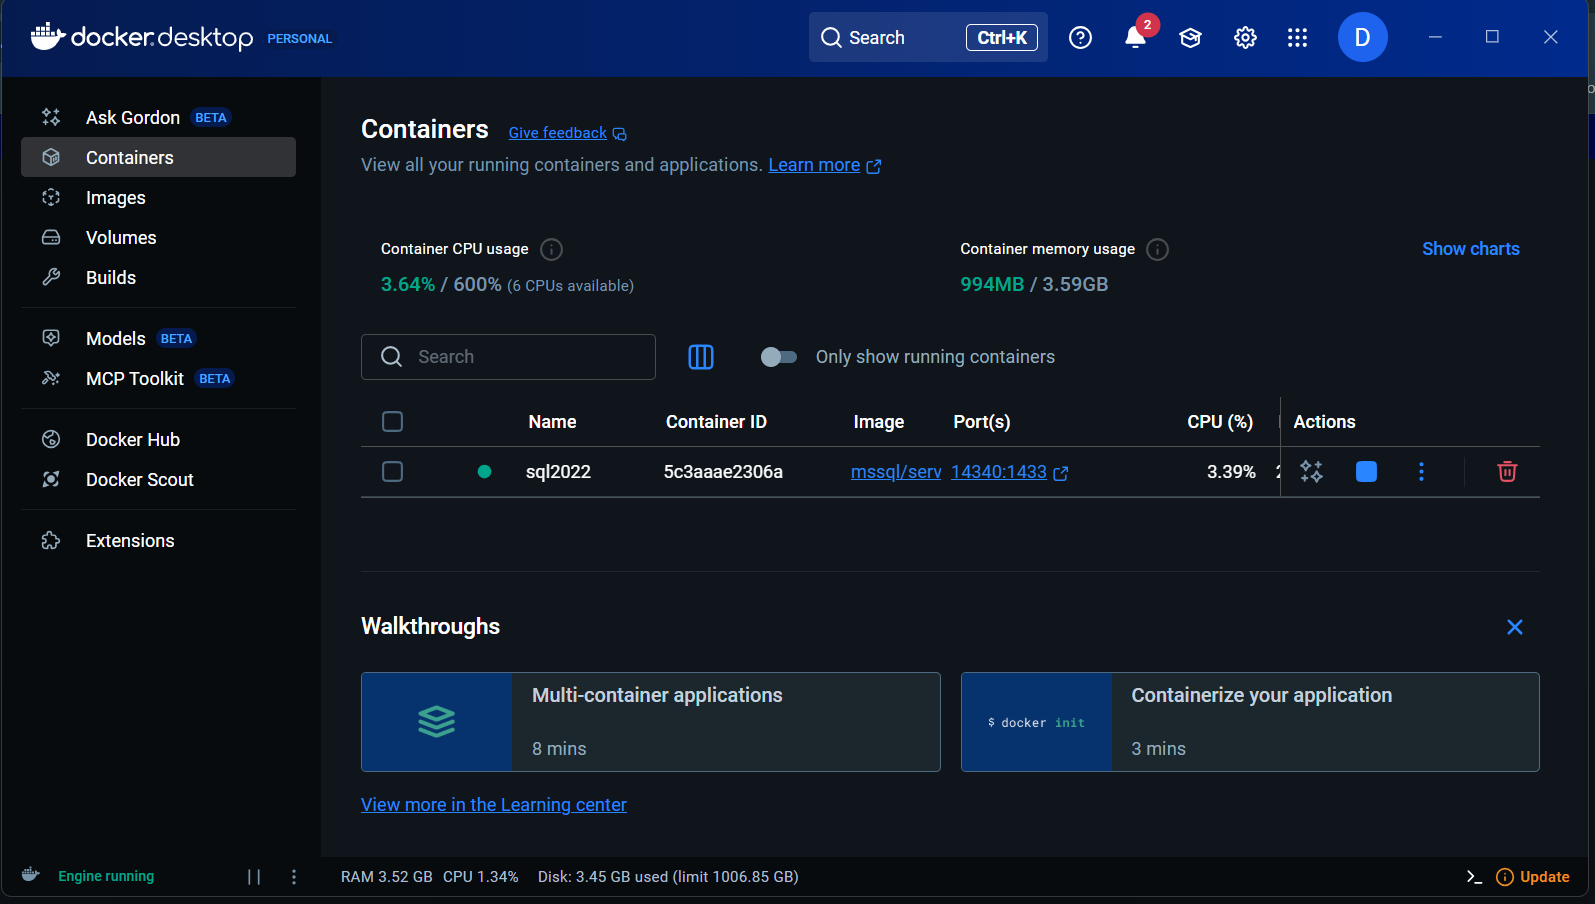 docker.desktop PERSONAL
Search Ctrl+K
2
D
Ask Gordon BETA
Containers
Images
Volumes
Builds
Models BETA
MCP Toolkit BETA
Docker Hub
Docker Scout
Extensions
Containers Give feedback
View all your running containers and applications. Learn more
Container CPU usage
3.64% / 600% (6 CPUs available)
Container memory usage
994MB / 3.59GB
Show charts
Search
Only show running containers
Name Container ID Image Port(s) CPU (%) Actions
sql2022 5c3aaae2306a mssql/serv 14340:1433 3.39%
Walkthroughs
Multi-container applications
8 mins
$ docker init
Containerize your application
3 mins
View more in the Learning center
Engine running
RAM 3.52 GB CPU 1.34% Disk: 3.45 GB used (limit 1006.85 GB)
Update